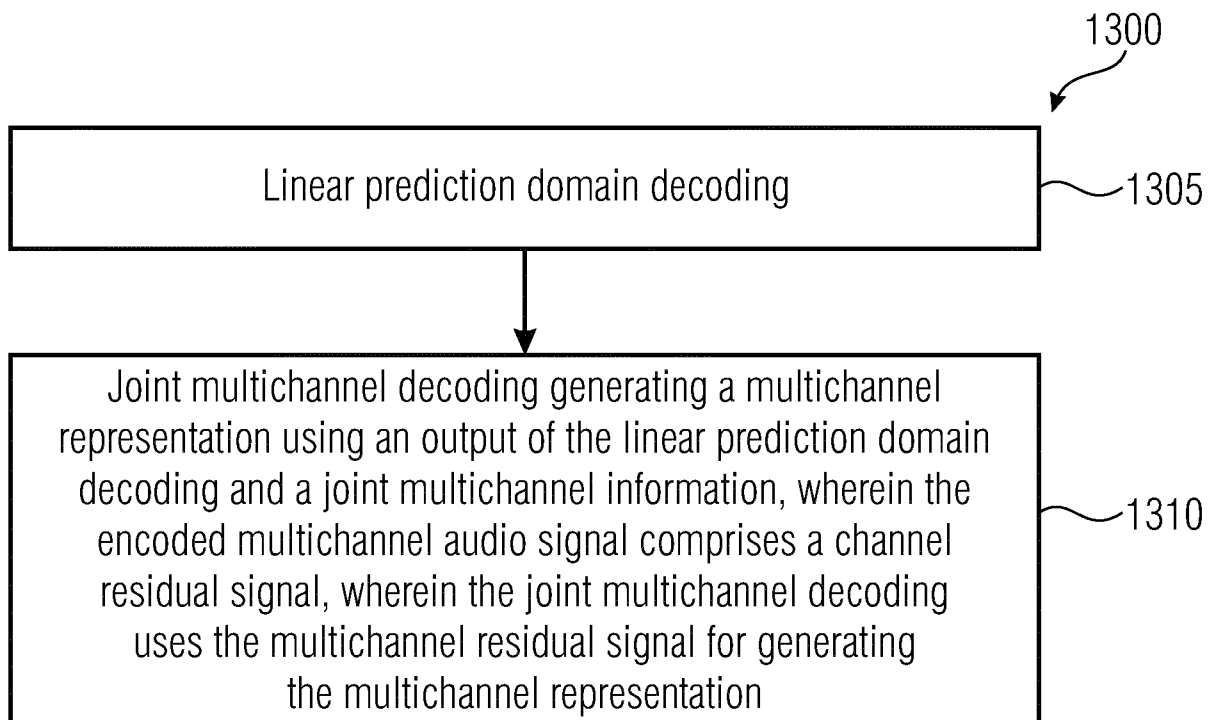 1300
Linear prediction domain decoding
1305
Joint multichannel decoding generating a multichannel
representation using an output of the linear prediction domain
decoding and a joint multichannel information, wherein the
encoded multichannel audio signal comprises a channel
residual signal, wherein the joint multichannel decoding
uses the multichannel residual signal for generating
the multichannel representation
1310